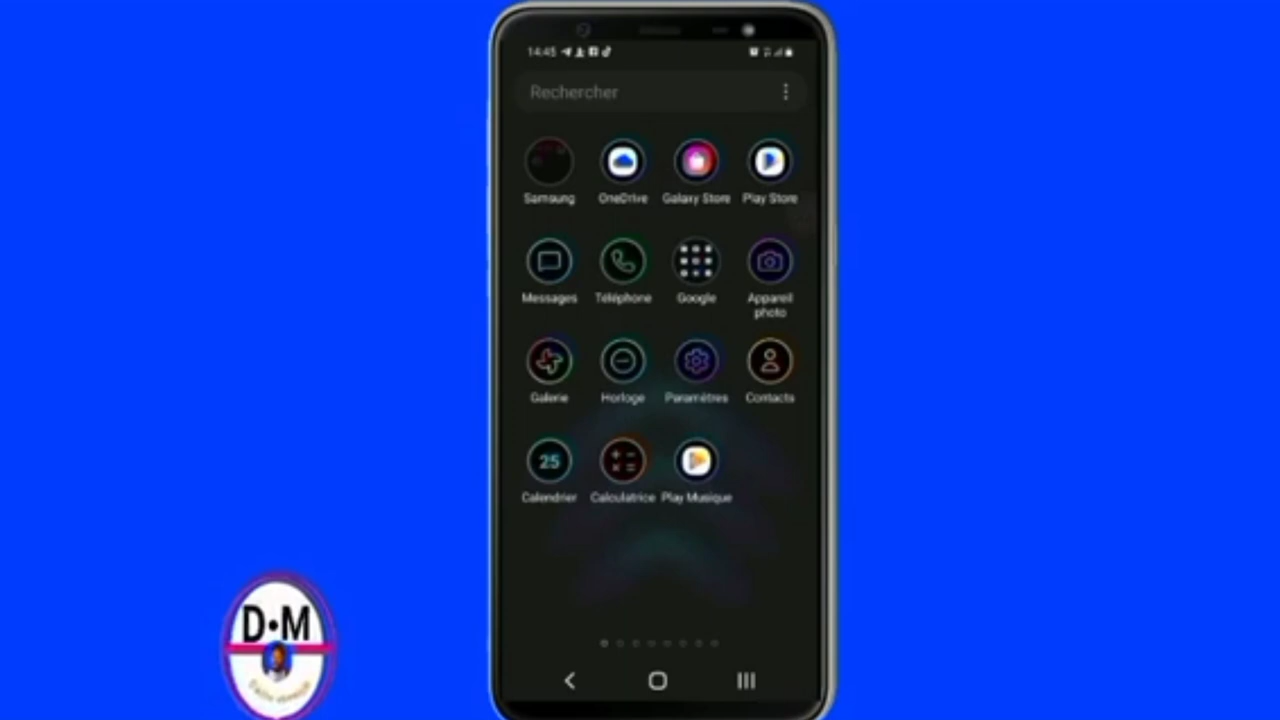 14:45
Rechercher
Samsung OneDrive Galaxy Store Play Store
Messages Téléphone Google Appareil
photo
Galerie Horloge Paramètres Contacts
25
Calendrier Calculatrice Play Musique
D•M